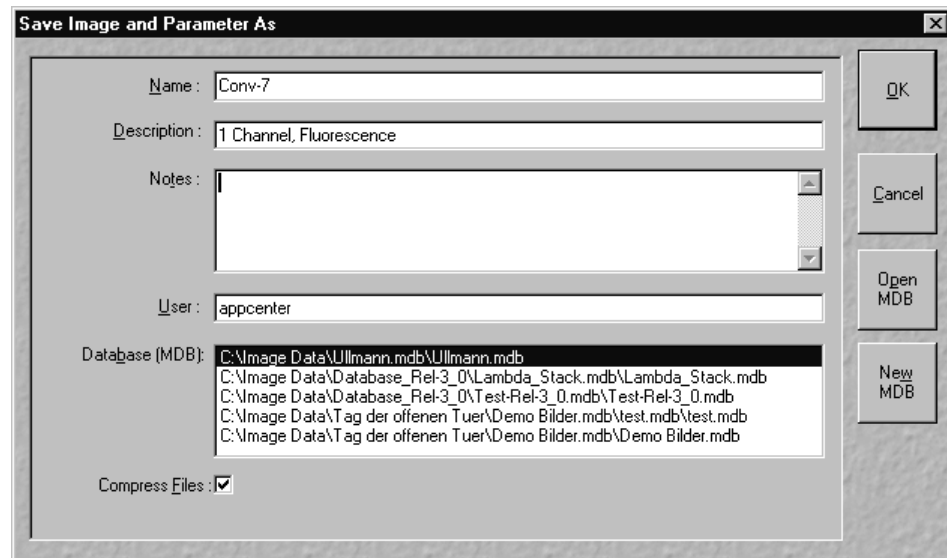 Save Image and Parameter As
Name :
Conv-7
OK
Description :
1 Channel, Fluorescence
Notes :
Cancel
Open
MDB
User :
appcenter
Database (MDB):
C:\Image Data\Ullmann.mdb\Ullmann.mdb
C:\Image Data\Database_Rel-3_0\Lambda_Stack.mdb\Lambda_Stack.mdb
C:\Image Data\Database_Rel-3_0\Test-Rel-3_0.mdb\Test-Rel-3_0.mdb
C:\Image Data\Tag der offenen Tuer\Demo Bilder.mdb\test.mdb\test.mdb
C:\Image Data\Tag der offenen Tuer\Demo Bilder.mdb\Demo Bilder.mdb
New
MDB
Compress Files :